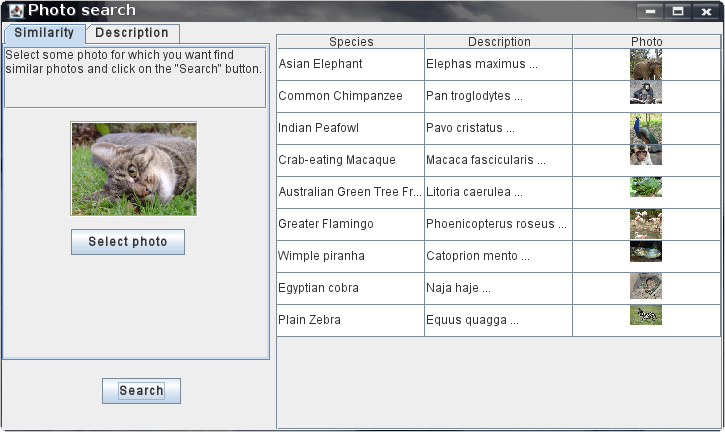 Photo search
Similarity Description
Select some photo for which you want find
similar photos and click on the "Search" button.
Select photo
Search
Species Description Photo
Asian Elephant Elephas maximus ...
Common Chimpanzee Pan troglodytes ...
Indian Peafowl Pavo cristatus ...
Crab-eating Macaque Macaca fascicularis ...
Australian Green Tree Fr... Litoria caerulea ...
Greater Flamingo Phoenicopterus roseus ...
Wimple piranha Catoprion mento ...
Egyptian cobra Naja haje ...
Plain Zebra Equus quagga ...